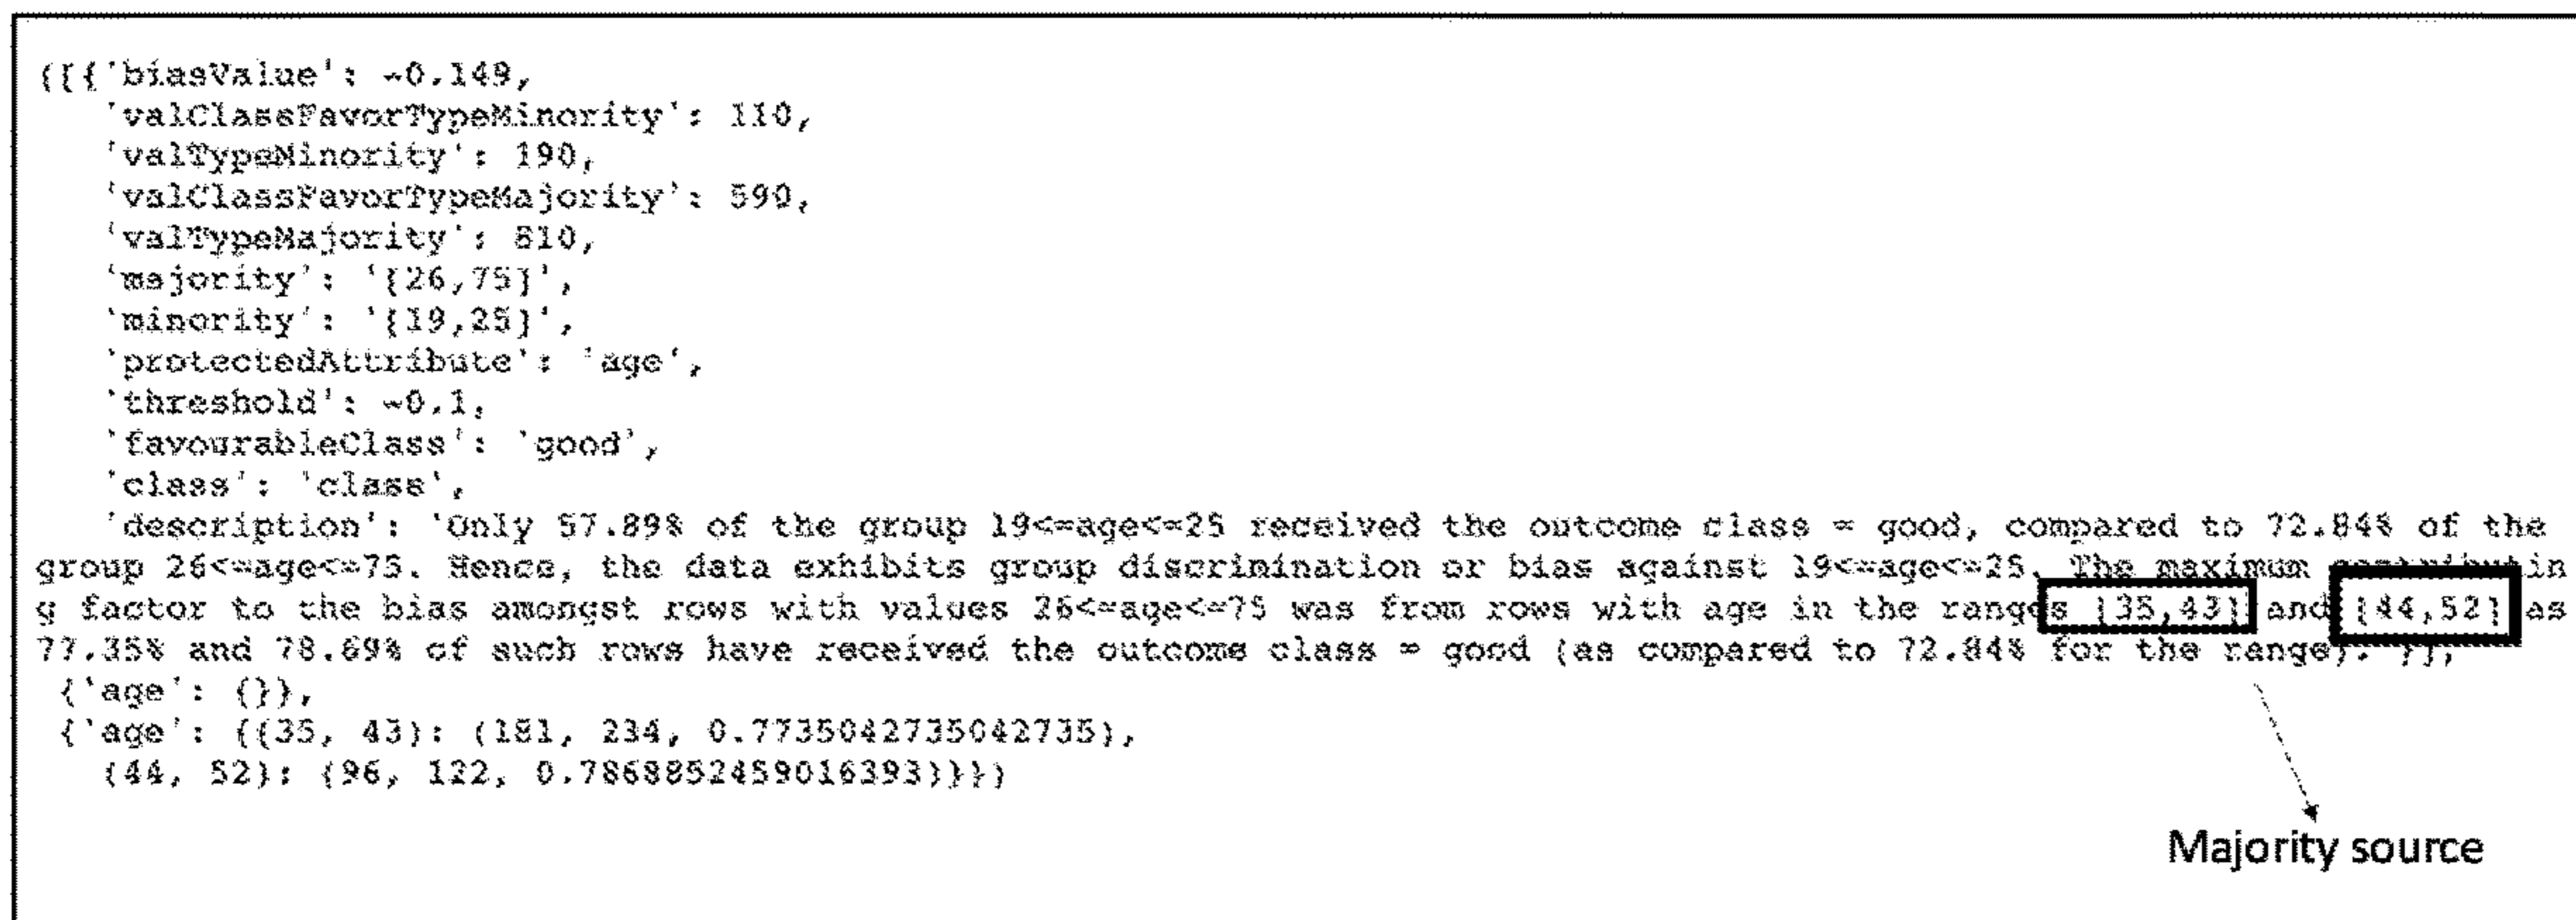 ([{'biasValue': -0.149,
'valClassFavorTypeMinority': 110,
'valTypeMinority': 190,
'valClassFavorTypeMajority': 590,
'valTypeMajority': 810,
'majority': '[26,75]',
'minority': '[19,25]',
'protectedAttribute': 'age',
'threshold': -0.1,
'favourableClass': 'good',
'class': 'class',
'description': 'Only 57.89% of the group 19<=age<=25 received the outcome class = good, compared to 72.84% of the
group 26<=age<=75. Hence, the data exhibits group discrimination or bias against 19<=age<=25. The maximum contributin
g factor to the bias amongst rows with values 26<=age<=75 was from rows with age in the ranges [35,43] and [44,52] as
77.35% and 78.69% of such rows have received the outcome class = good (as compared to 72.84% for the range).'}],
{'age': {}},
{'age': {(35, 43): (181, 234, 0.7735042735042735),
(44, 52): (96, 122, 0.7868852459016393)}})
Majority source